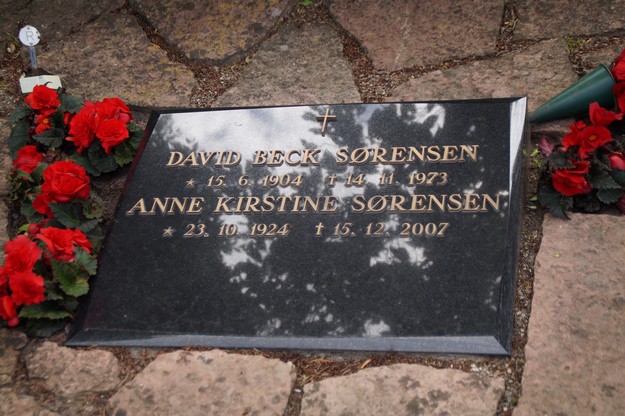 DAVID BECK SØRENSEN
* 15. 6. 1904 † 14. 11. 1973
ANNE KIRSTINE SØRENSEN
* 23. 10. 1924 † 15. 12. 2007